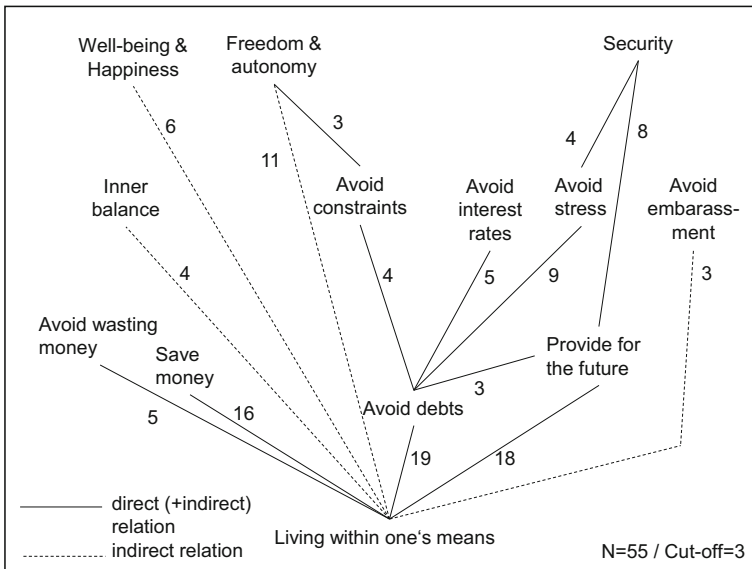 Well-being &
Happiness
Freedom &
autonomy
Security
6
3
11
4
8
Inner
balance
Avoid
constraints
Avoid
interest
rates
Avoid
stress
Avoid
embarass-
ment
4
4
5
9
3
Avoid wasting
money
Save
money
Provide for
the future
5
16
Avoid debts
3
19
18
direct (+indirect)
relation
indirect relation
Living within one‘s means
N=55 / Cut-off=3